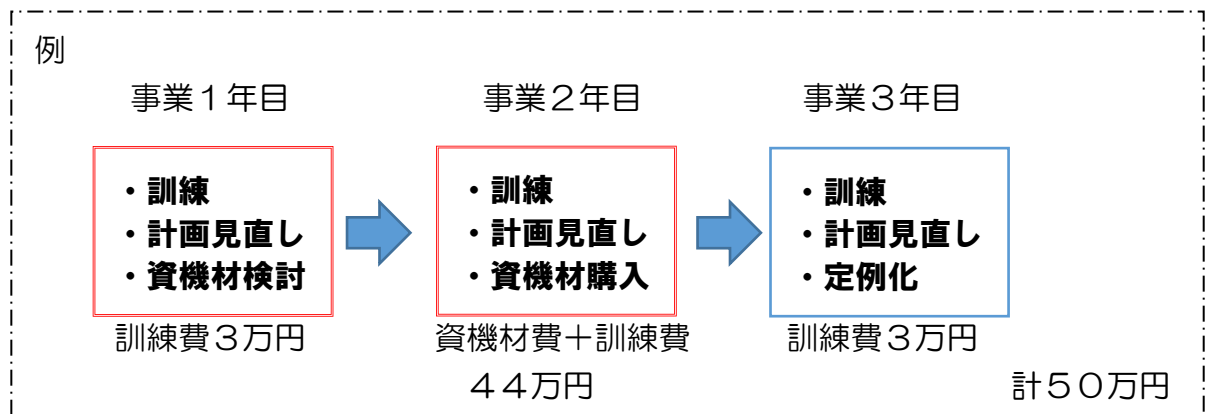 例
事業１年目
事業２年目
事業３年目
・訓練
・計画見直し
・資機材検討
・訓練
・計画見直し
・資機材購入
・訓練
・計画見直し
・定例化
訓練費３万円
資機材費＋訓練費
４４万円
訓練費３万円
計５０万円